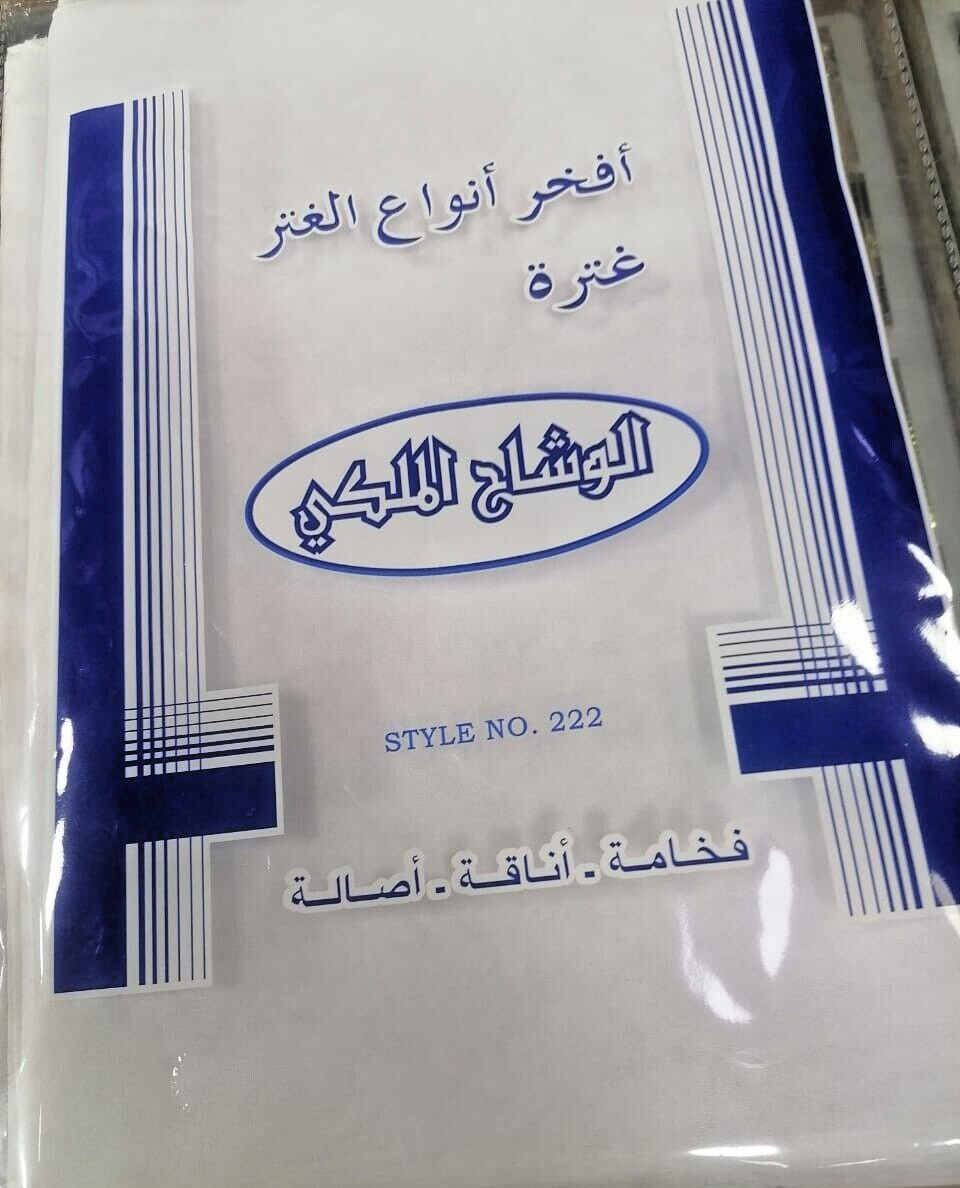 أفخر أنواع الغتر
غترة
الوشاح الملكي
STYLE NO. 222
فخامة - أناقة - أصالة